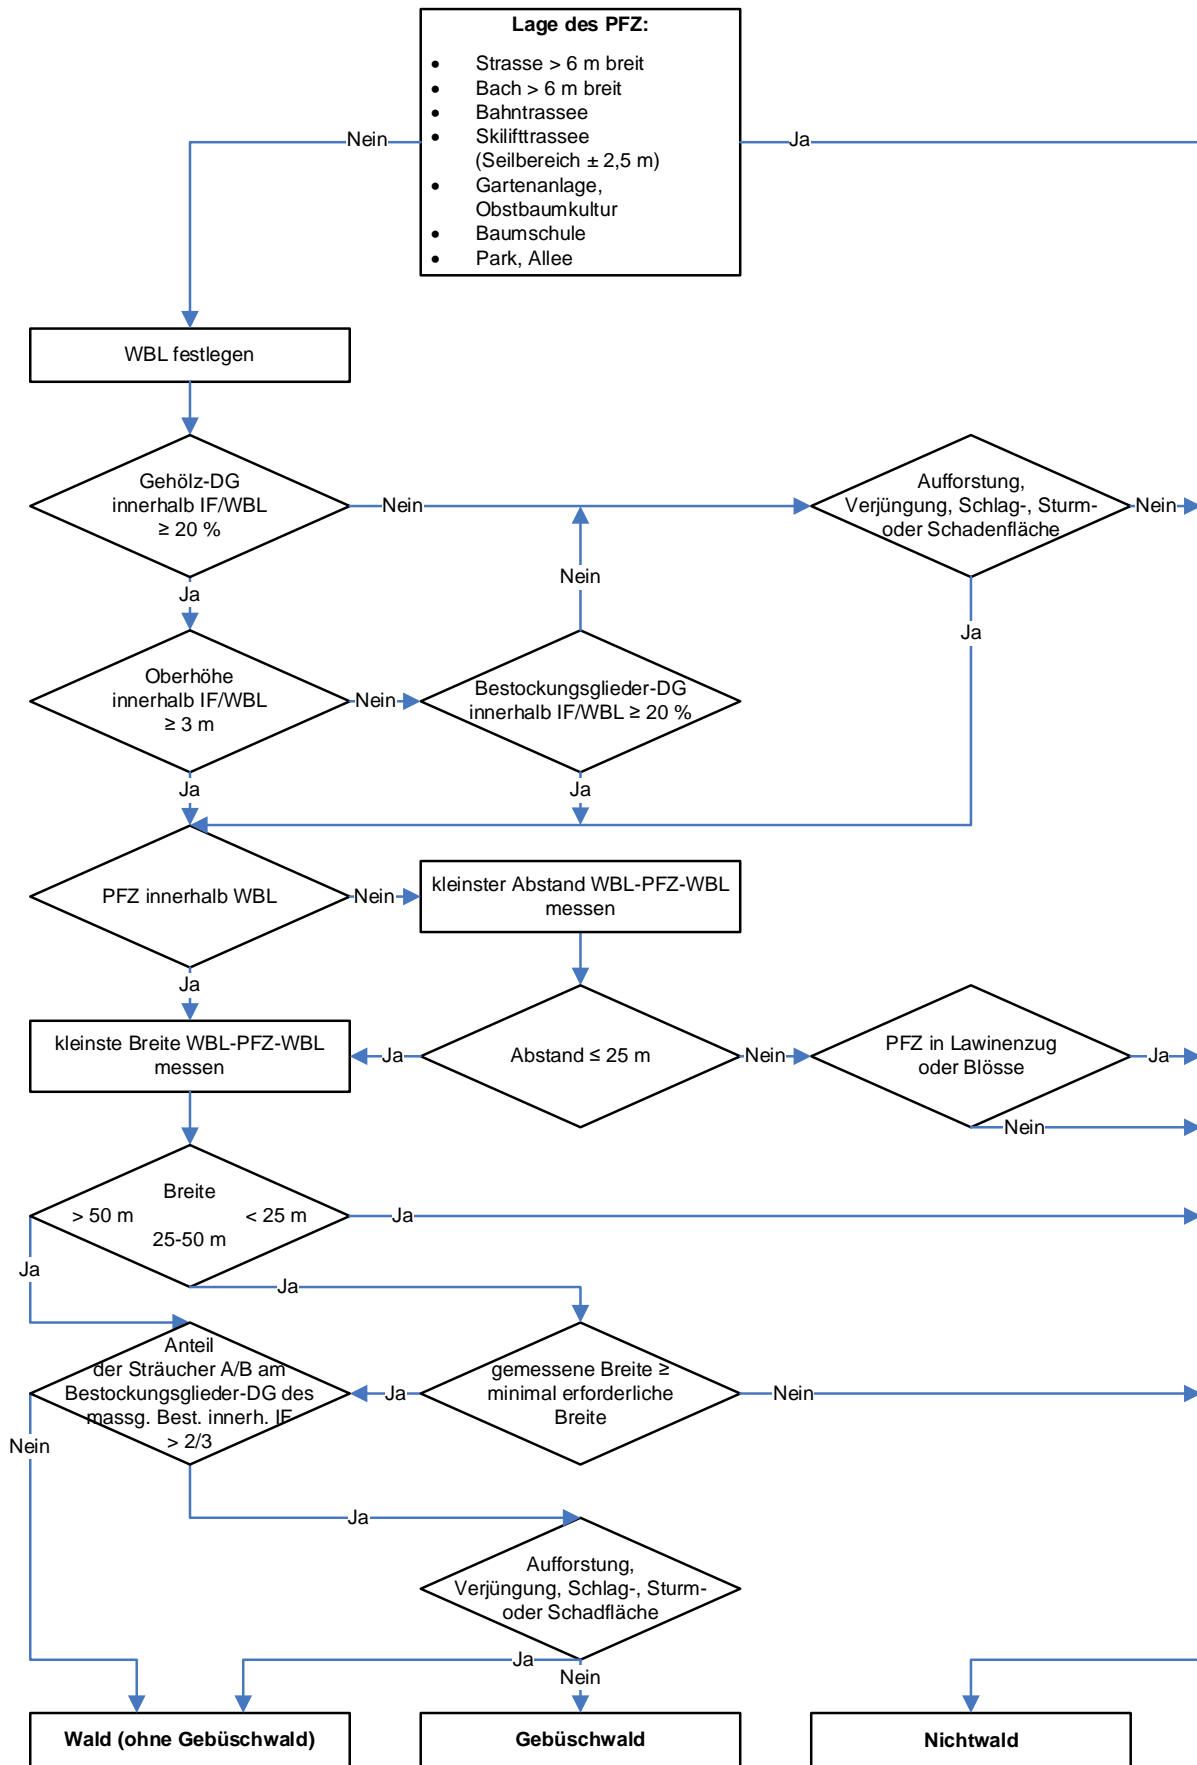 Lage des PFZ:
• Strasse > 6 m breit
• Bach > 6 m breit
• Bahntrassee
• Skilifttrassee
(Seilbereich ± 2,5 m)
• Gartenanlage,
Obstbaumkultur
• Baumschule
• Park, Allee
Nein
Ja
WBL festlegen
Gehölz-DG
innerhalb IF/WBL
≥ 20 %
Nein
Aufforstung,
Verjüngung, Schlag-, Sturm-
oder Schadenfläche
Nein
Ja
Nein
Ja
Oberhöhe
innerhalb IF/WBL
≥ 3 m
Nein
Bestockungsglieder-DG
innerhalb IF/WBL ≥ 20 %
Ja
Ja
PFZ innerhalb WBL
Nein
kleinster Abstand WBL-PFZ-WBL
messen
Ja
kleinste Breite WBL-PFZ-WBL
messen
Ja
Abstand ≤ 25 m
Nein
PFZ in Lawinenzug
oder Blösse
Ja
Nein
Breite
> 50 m
< 25 m
25-50 m
Ja
Ja
Ja
Anteil
der Sträucher A/B am
Bestockungsglieder-DG des
massg. Best. innerh. IF
> 2/3
Ja
gemessene Breite ≥
minimal erforderliche
Breite
Nein
Nein
Ja
Aufforstung,
Verjüngung, Schlag-, Sturm-
oder Schadfläche
Ja
Nein
Wald (ohne Gebüschwald)
Gebüschwald
Nichtwald